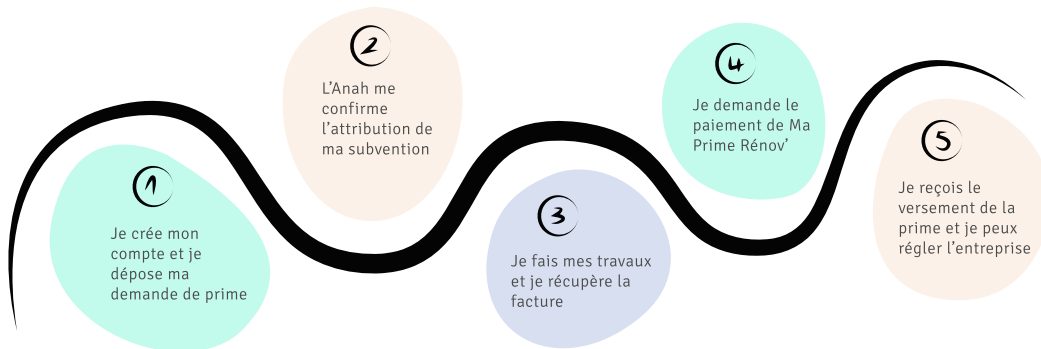 1
Je crée mon
compte et je
dépose ma
demande de prime
2
L'Anah me
confirme
l'attribution de
ma subvention
3
Je fais mes travaux
et je récupère la
facture
4
Je demande le
paiement de Ma
Prime Rénov'
5
Je reçois le
versement de la
prime et je peux
régler l'entreprise